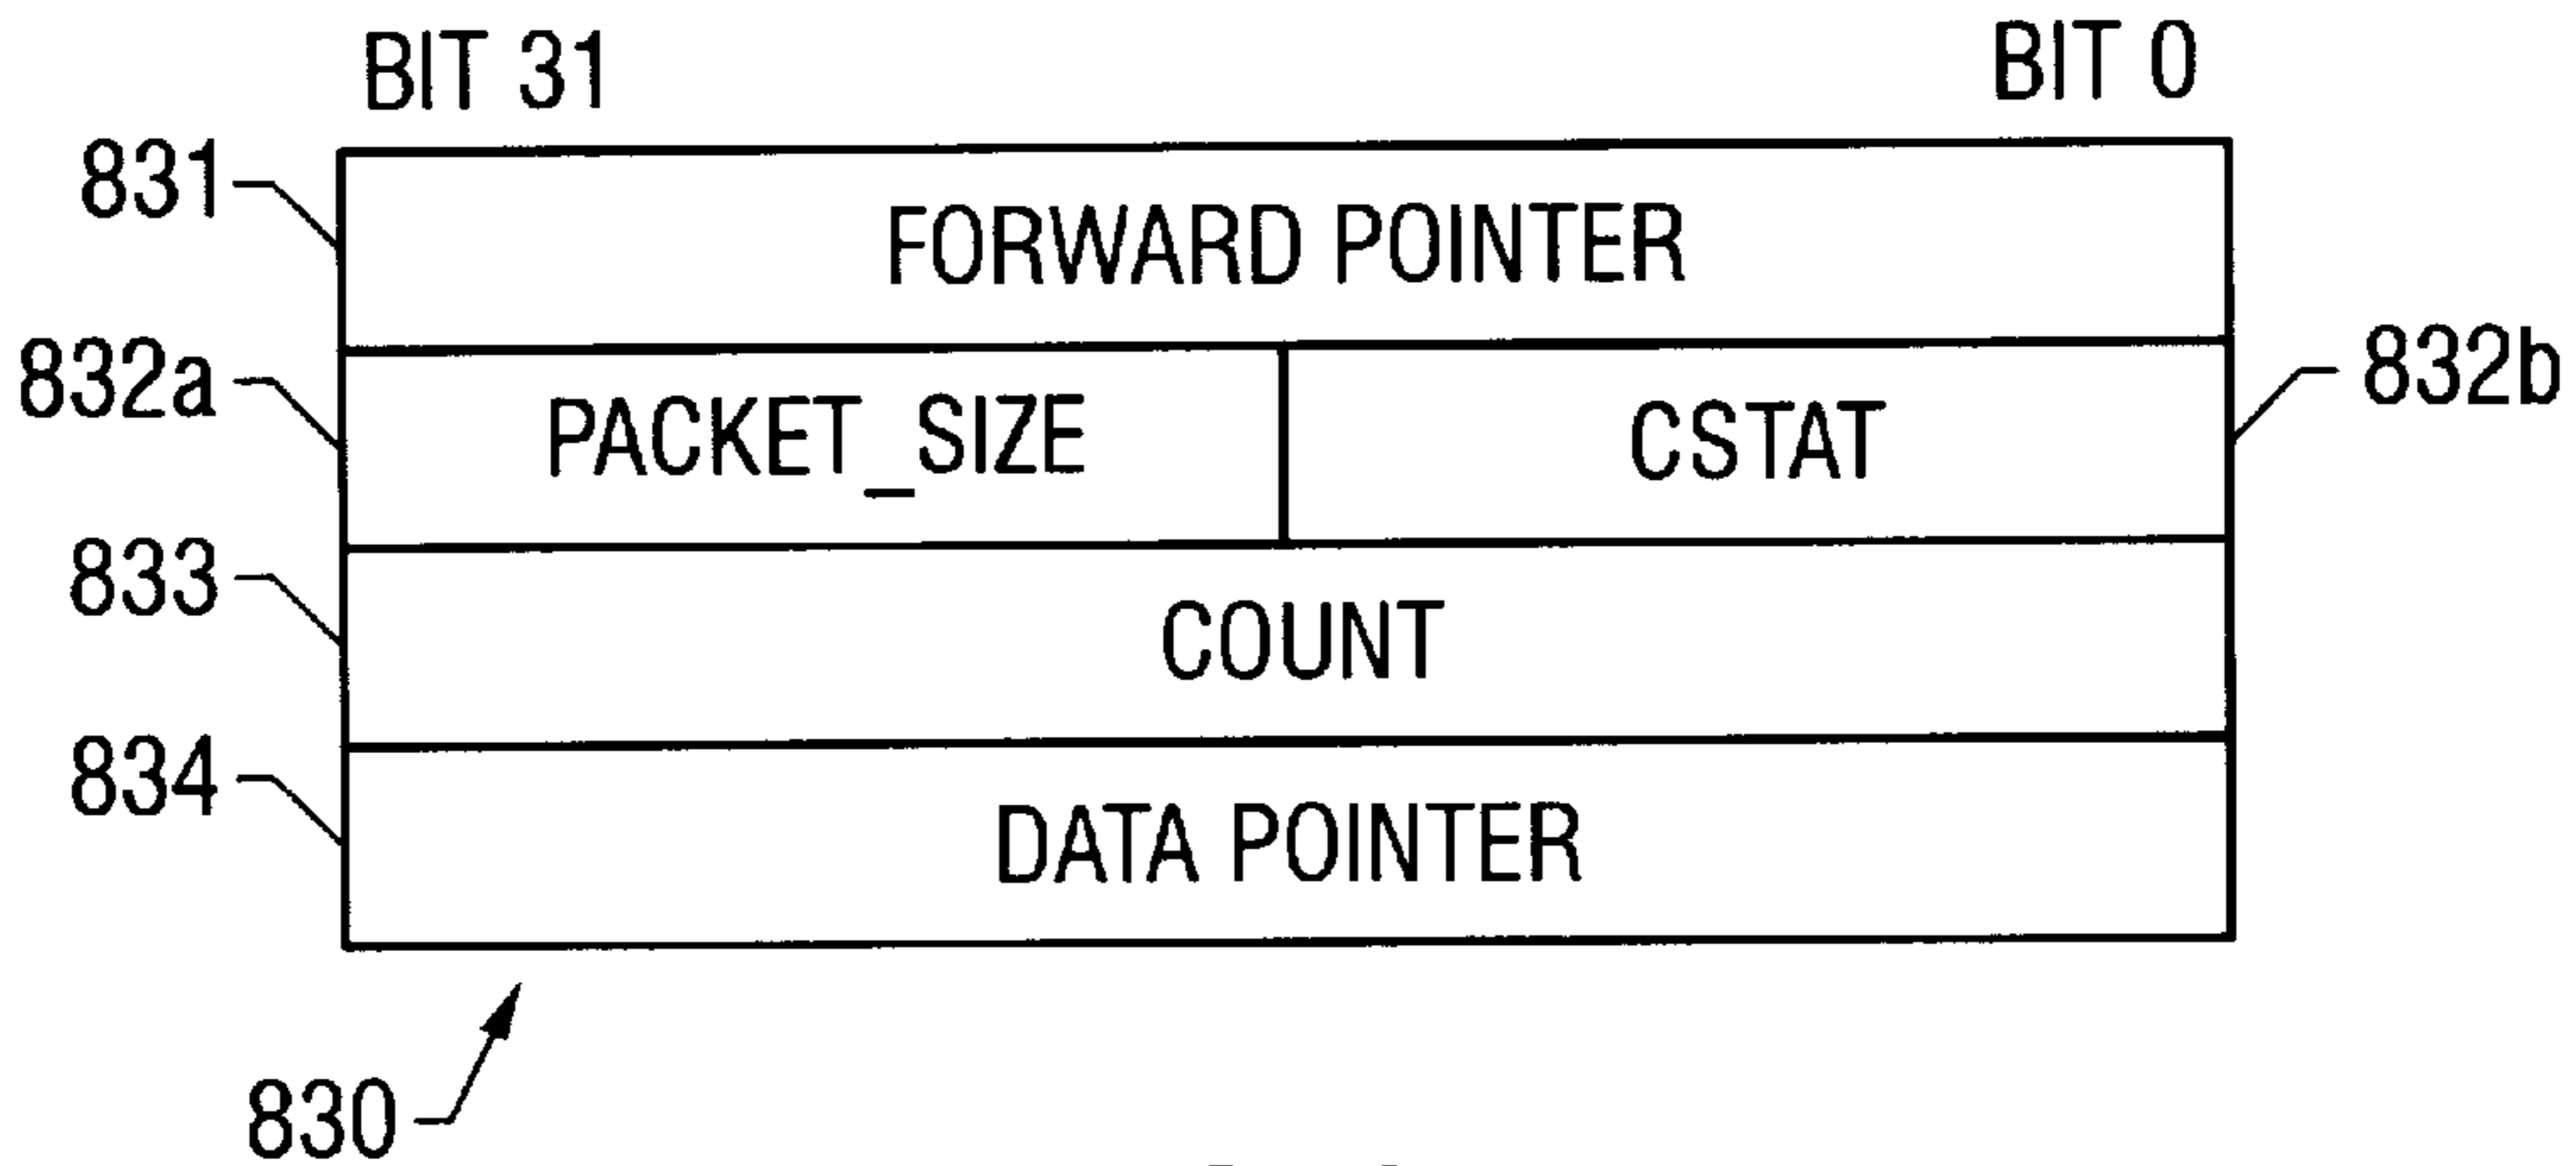 BIT 31 BIT 0
831 FORWARD POINTER
832a PACKET_SIZE CSTAT 832b
833 COUNT
834 DATA POINTER
830